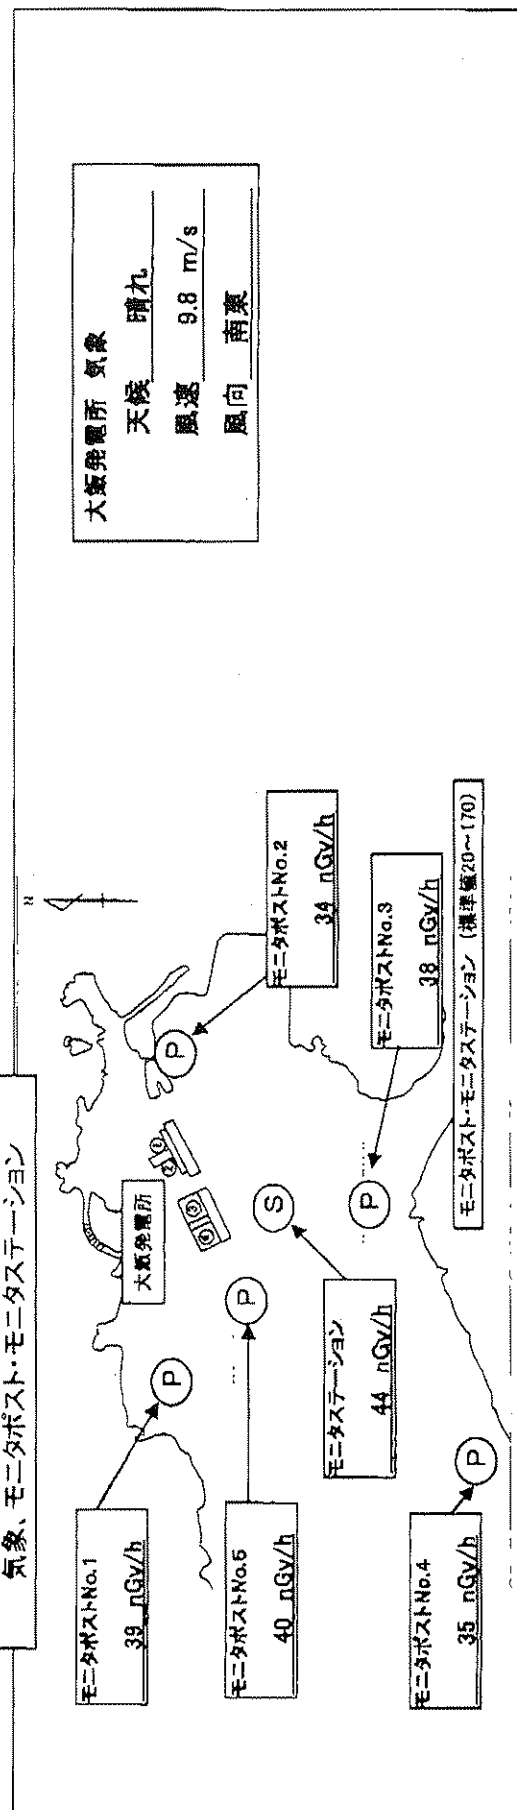 気象、モニタポスト・モニタステーション
大飯発電所 気象
天候 晴れ
風速 9.8 m/s
風向 南東
N
モニタポストNo.1
39 nGy/h
P
大飯発電所
①
②
③
④
P
モニタポストNo.2
34 nGy/h
モニタポストNo.5
40 nGy/h
P
S
モニタステーション
44 nGy/h
P
モニタポストNo.3
38 nGy/h
モニタポストNo.4
35 nGy/h
P
モニタポスト・モニタステーション (標準値20~170)